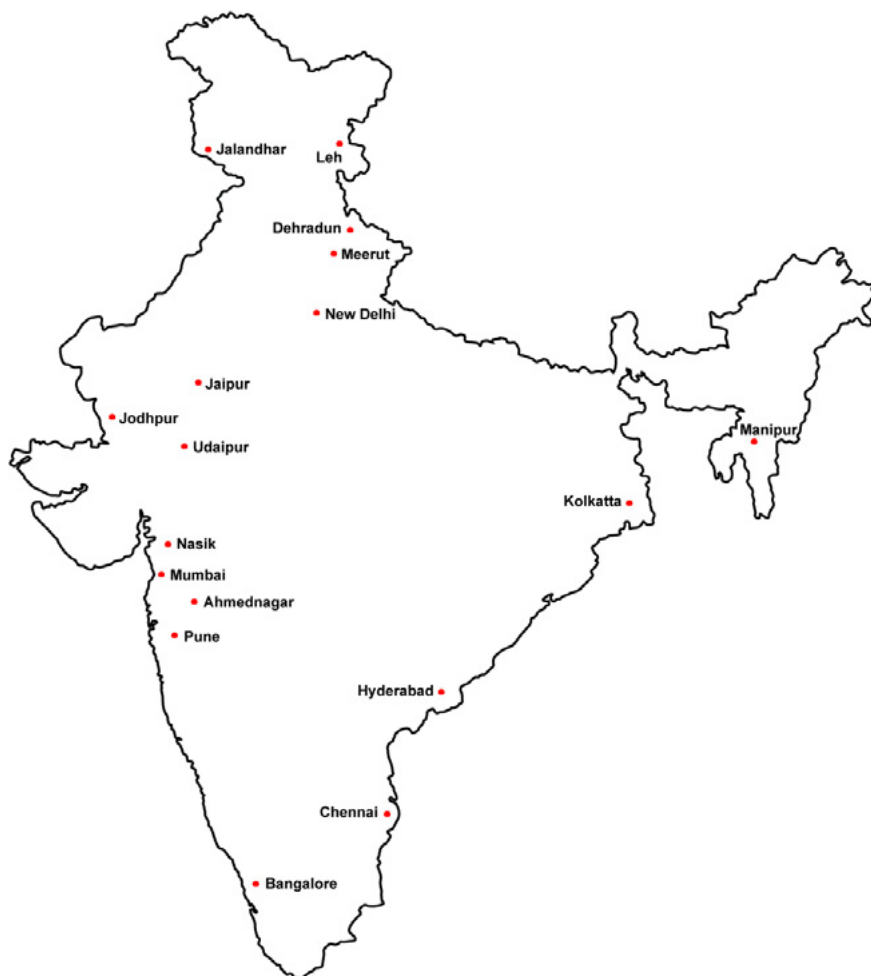 Jalandhar
Leh
Dehradun
Meerut
New Delhi
Jaipur
Jodhpur
Manipur
Udaipur
Kolkatta
Nasik
Mumbai
Ahmednagar
Pune
Hyderabad
Chennai
Bangalore